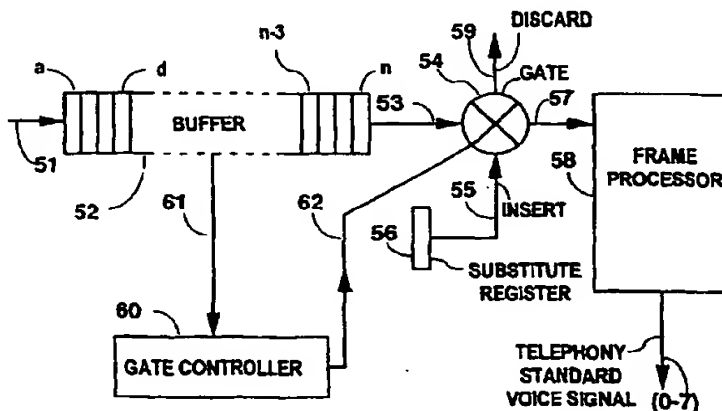 DISCARD
59
n-3
a
d
n
54
GATE
53
57
BUFFER
51
52
61
62
55
58
FRAME
PROCESSOR
INSERT
56
SUBSTITUTE
REGISTER
60
GATE CONTROLLER
TELEPHONY
STANDARD
VOICE SIGNAL (0-7)